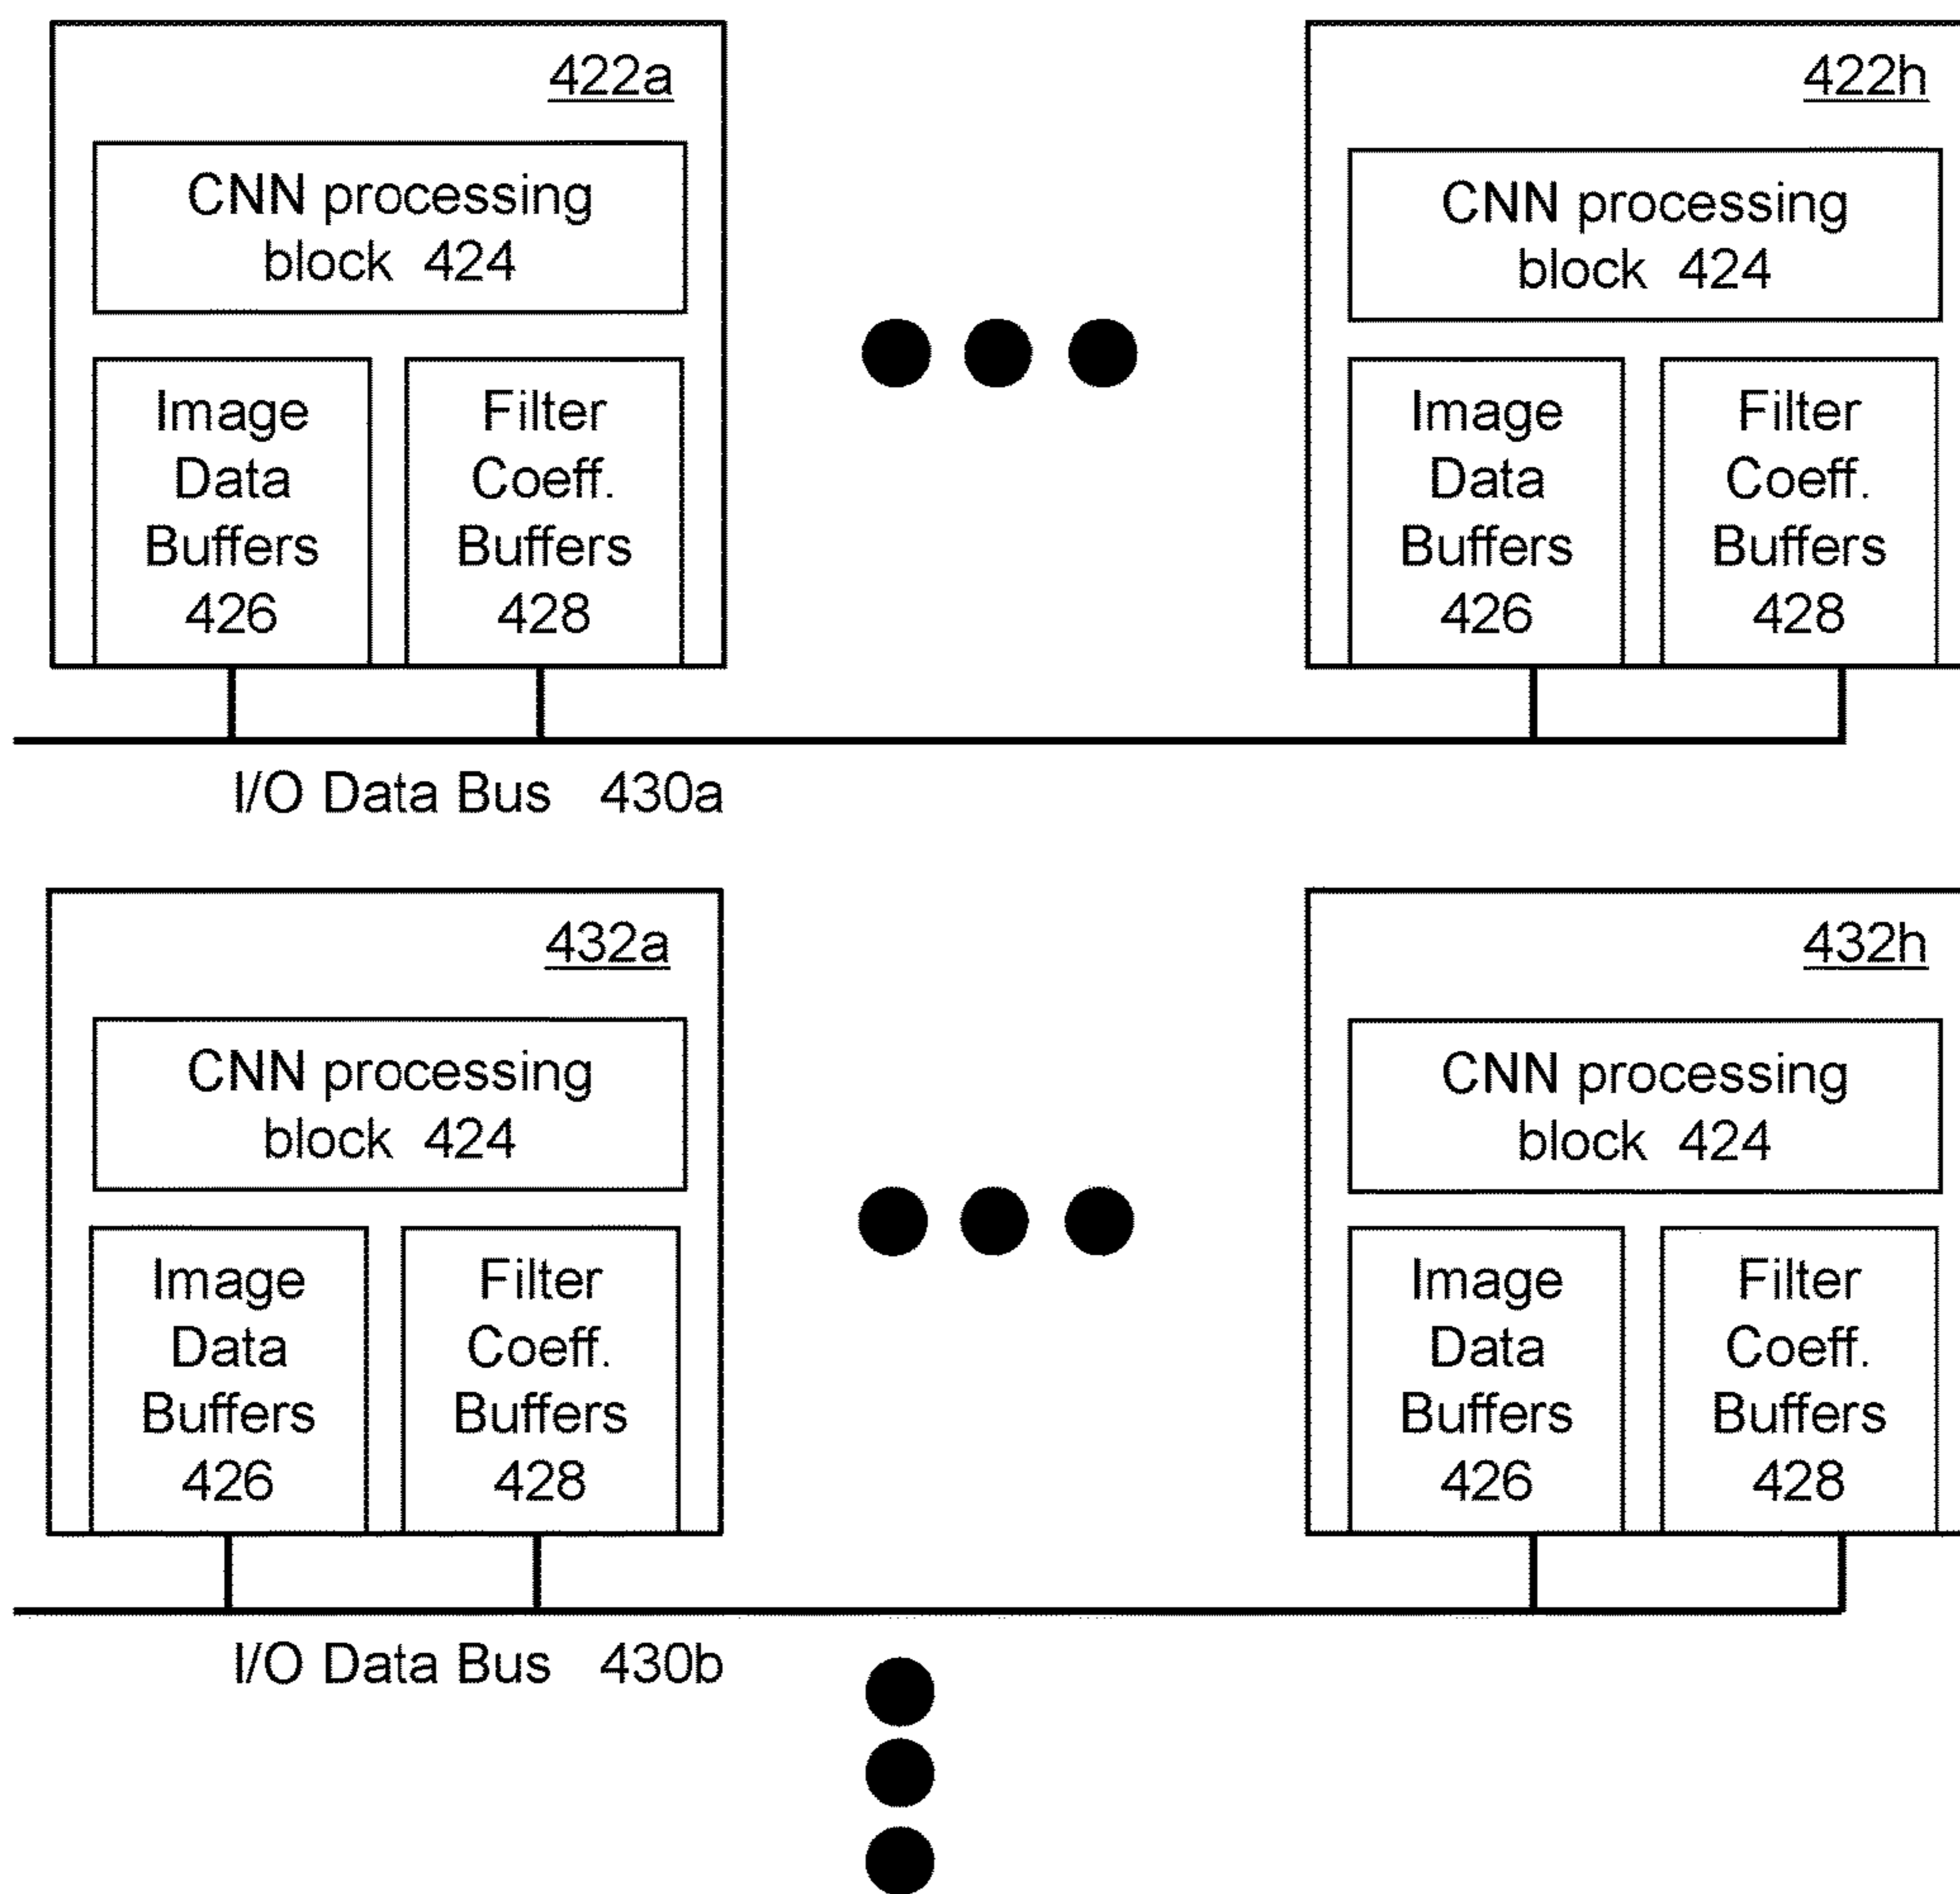 422a
CNN processing
block 424
Image
Data
Buffers
426
Filter
Coeff.
Buffers
428
422h
CNN processing
block 424
Image
Data
Buffers
426
Filter
Coeff.
Buffers
428
I/O Data Bus 430a
432a
CNN processing
block 424
Image
Data
Buffers
426
Filter
Coeff.
Buffers
428
432h
CNN processing
block 424
Image
Data
Buffers
426
Filter
Coeff.
Buffers
428
I/O Data Bus 430b